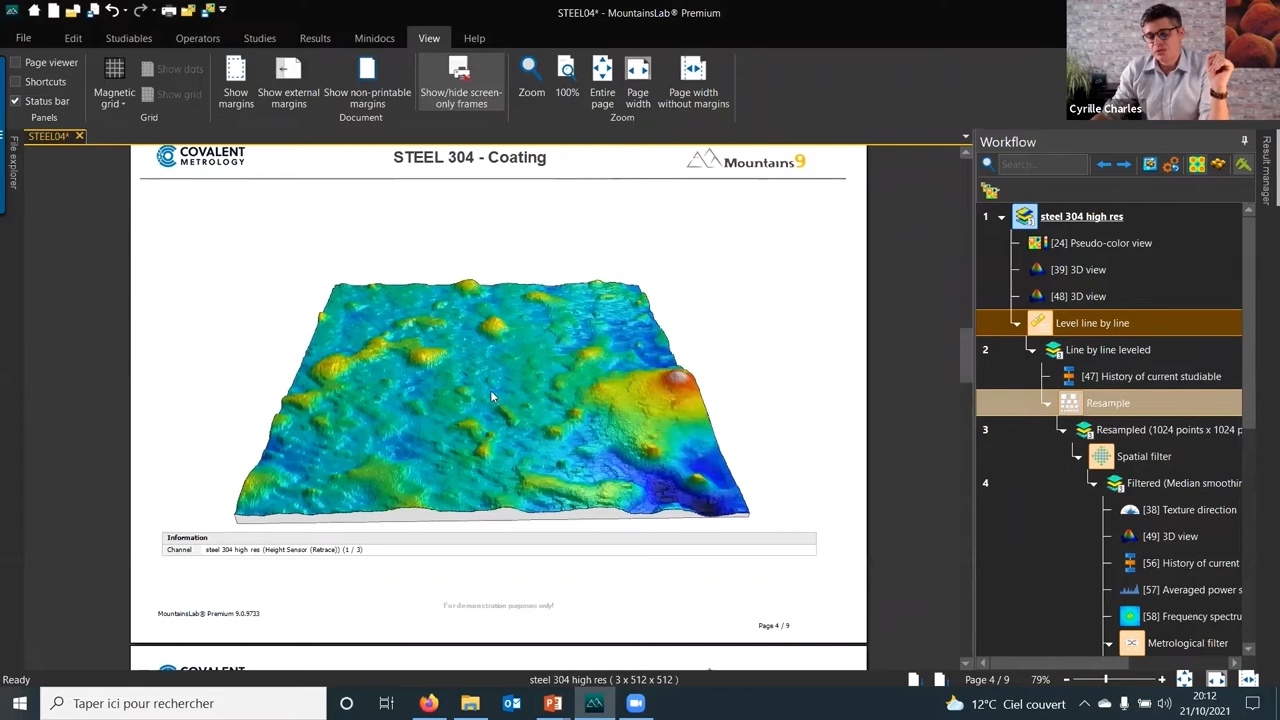 STEEL04* - MountainsLab® Premium
File Edit Studiables Operators Studies Results Minidocs View Help
Page viewer
Shortcuts
Status bar
Panels
Magnetic grid
Show dots
Show grid
Grid
Show margins
Show external margins
Show non-printable margins
Document
Show/hide screen-only frames
Zoom
100%
Entire page
Page width
Page width without margins
Zoom
Cyrille Charles
STEEL04*
File explorer
COVALENT METROLOGY
STEEL 304 - Coating
Mountains9
Information
Channel steel 304 high res (Height Sensor (Retrace)) (1 / 3)
For demonstration purposes only!
MountainsLab® Premium 9.0.9733
Page 4 / 9
COVALENT
Workflow
Search...
Result manager
1 steel 304 high res
[24] Pseudo-color view
[39] 3D view
[48] 3D view
Level line by line
2 Line by line leveled
[47] History of current studiable
Resample
3 Resampled (1024 points x 1024 p
Spatial filter
4 Filtered (Median smoothin
[38] Texture direction
[49] 3D view
[56] History of current
[57] Averaged power s
[58] Frequency spectru
Metrological filter
Ready
steel 304 high res ( 3 x 512 x 512 )
Page 4 / 9 79%
Taper ici pour rechercher
12°C Ciel couvert
20:12
21/10/2021